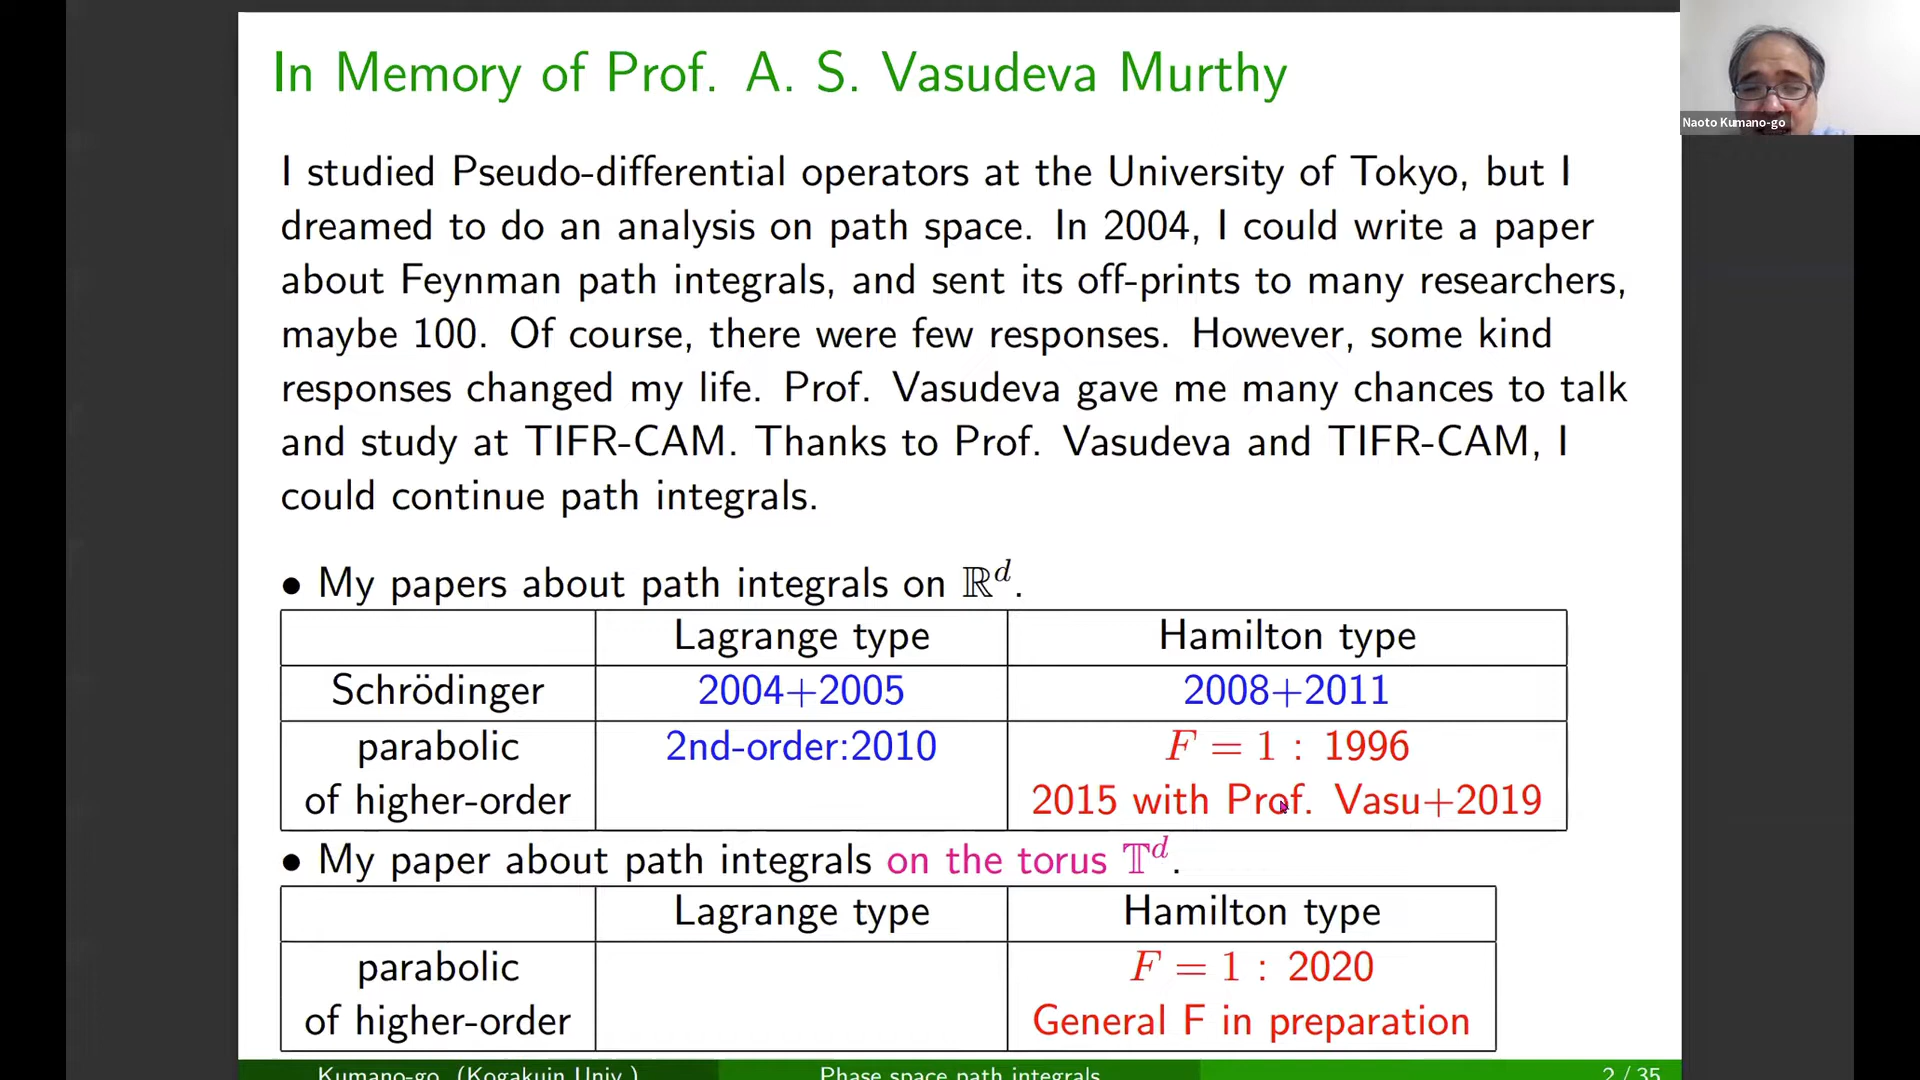 In Memory of Prof. A. S. Vasudeva Murthy
Naoto Kumano-go
I studied Pseudo-differential operators at the University of Tokyo, but I
dreamed to do an analysis on path space. In 2004, I could write a paper
about Feynman path integrals, and sent its off-prints to many researchers,
maybe 100. Of course, there were few responses. However, some kind
responses changed my life. Prof. Vasudeva gave me many chances to talk
and study at TIFR-CAM. Thanks to Prof. Vasudeva and TIFR-CAM, I
could continue path integrals.
• My papers about path integrals on ℝ^d.
Lagrange type Hamilton type
Schrödinger 2004+2005 2008+2011
parabolic 2nd-order:2010 F = 1 : 1996
of higher-order 2015 with Prof. Vasu+2019
• My paper about path integrals on the torus 𝕋^d.
Lagrange type Hamilton type
parabolic F = 1 : 2020
of higher-order General F in preparation
Kumano-go (Kogakuin Univ.) Phase space path integrals 2 / 35